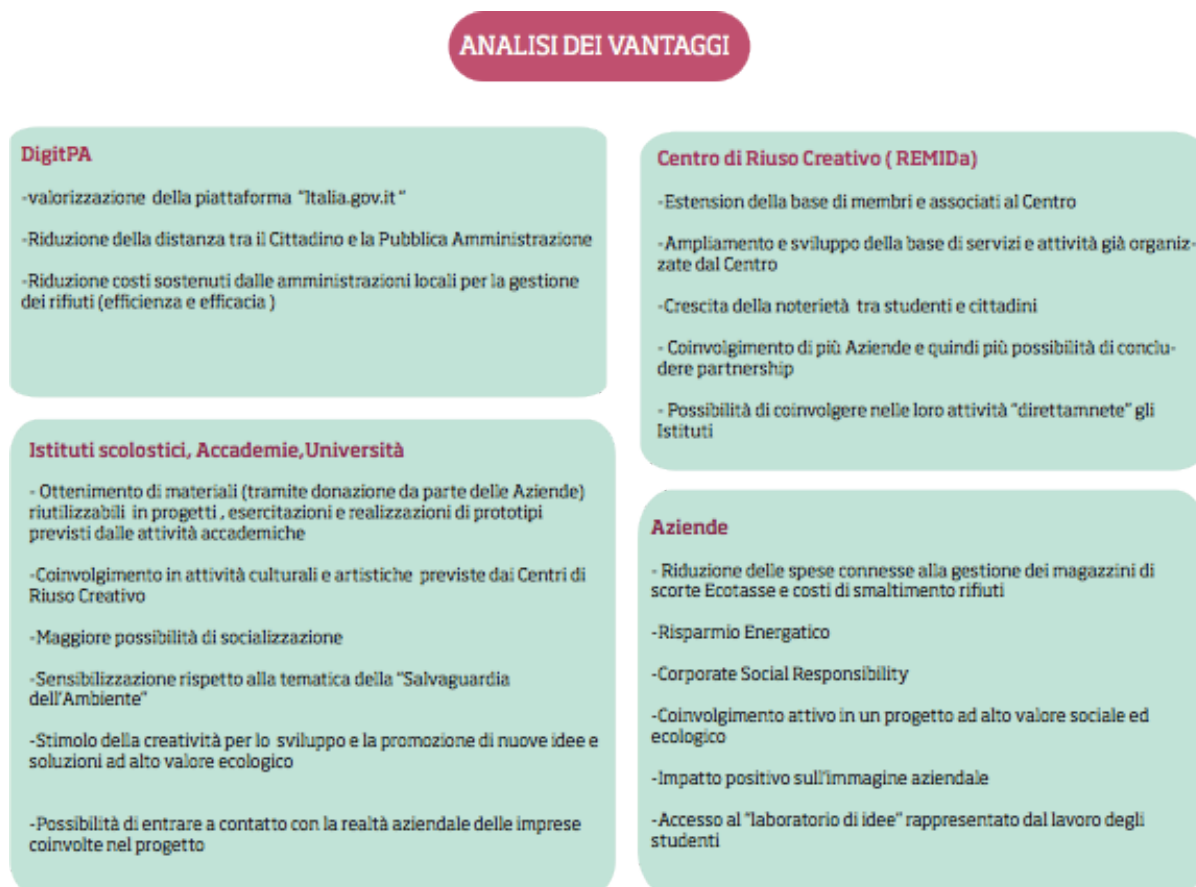 ANALISI DEI VANTAGGI
DigitPA
-valorizzazione della piattaforma "Italia.gov.it"
-Riduzione della distanza tra il Cittadino e la Pubblica Amministrazione
-Riduzione costi sostenuti dalle amministrazioni locali per la gestione
dei rifiuti (efficienza e efficacia )
Centro di Riuso Creativo ( REMIDa)
-Estension della base di membri e associati al Centro
-Ampliamento e sviluppo della base di servizi e attività già organiz-
zate dal Centro
-Crescita della noterietà tra studenti e cittadini
- Coinvolgimento di più Aziende e quindi più possibilità di conclu-
dere partnership
- Possibilità di coinvolgere nelle loro attività "direttamnete" gli
Istituti
Istituti scolostici, Accademie,Università
- Ottenimento di materiali (tramite donazione da parte delle Aziende)
riutilizzabili in progetti , esercitazioni e realizzazioni di prototipi
previsti dalle attività accademiche
-Coinvolgimento in attività culturali e artistiche previste dai Centri di
Riuso Creativo
-Maggiore possibilità di socializzazione
-Sensibilizzazione rispetto alla tematica della "Salvaguardia
dell'Ambiente"
-Stimolo della creatività per lo sviluppo e la promozione di nuove idee e
soluzioni ad alto valore ecologico
-Possibilità di entrare a contatto con la realtà aziendale delle imprese
coinvolte nel progetto
Aziende
- Riduzione delle spese connesse alla gestione dei magazzini di
scorte Ecotasse e costi di smaltimento rifiuti
-Risparmio Energatico
-Corporate Social Responsibility
-Coinvolgimento attivo in un progetto ad alto valore sociale ed
ecologico
-Impatto positivo sull'immagine aziendale
-Accesso al "laboratorio di idee" rappresentato dal lavoro degli
studenti